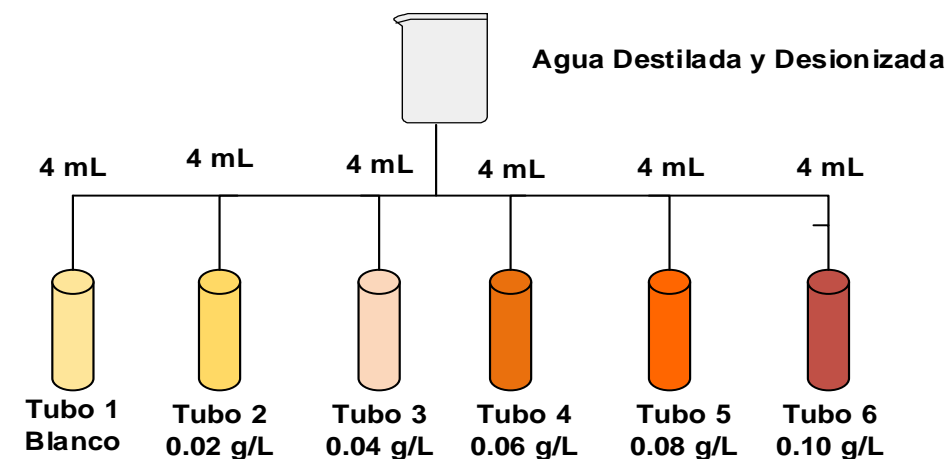 Agua Destilada y Desionizada
4 mL
4 mL
4 mL
4 mL
4 mL
4 mL
Tubo 1
Blanco
Tubo 2
0.02 g/L
Tubo 3
0.04 g/L
Tubo 4
0.06 g/L
Tubo 5
0.08 g/L
Tubo 6
0.10 g/L